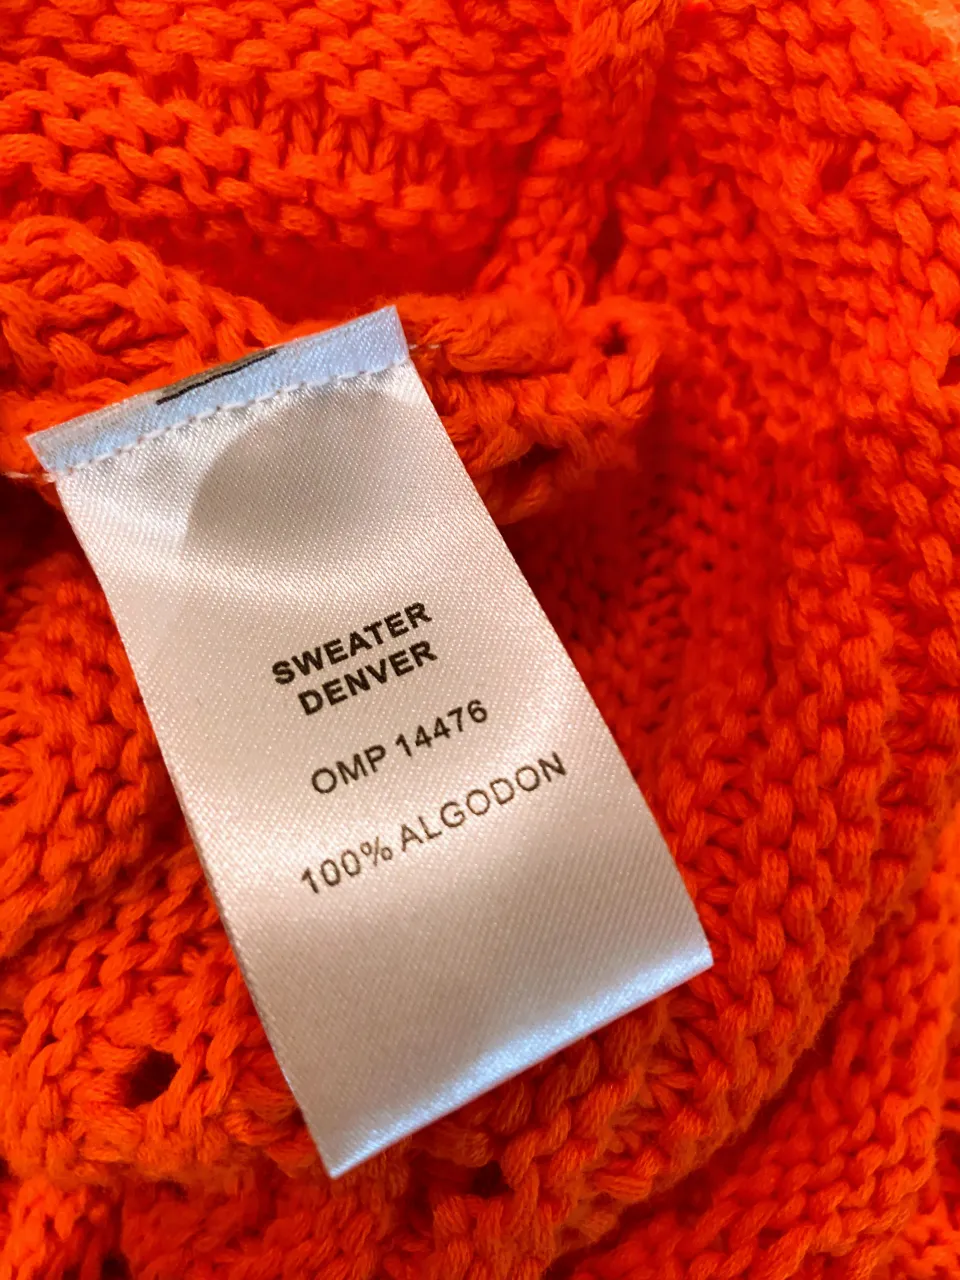 SWEATER
DENVER
OMP 14476
100% ALGODON